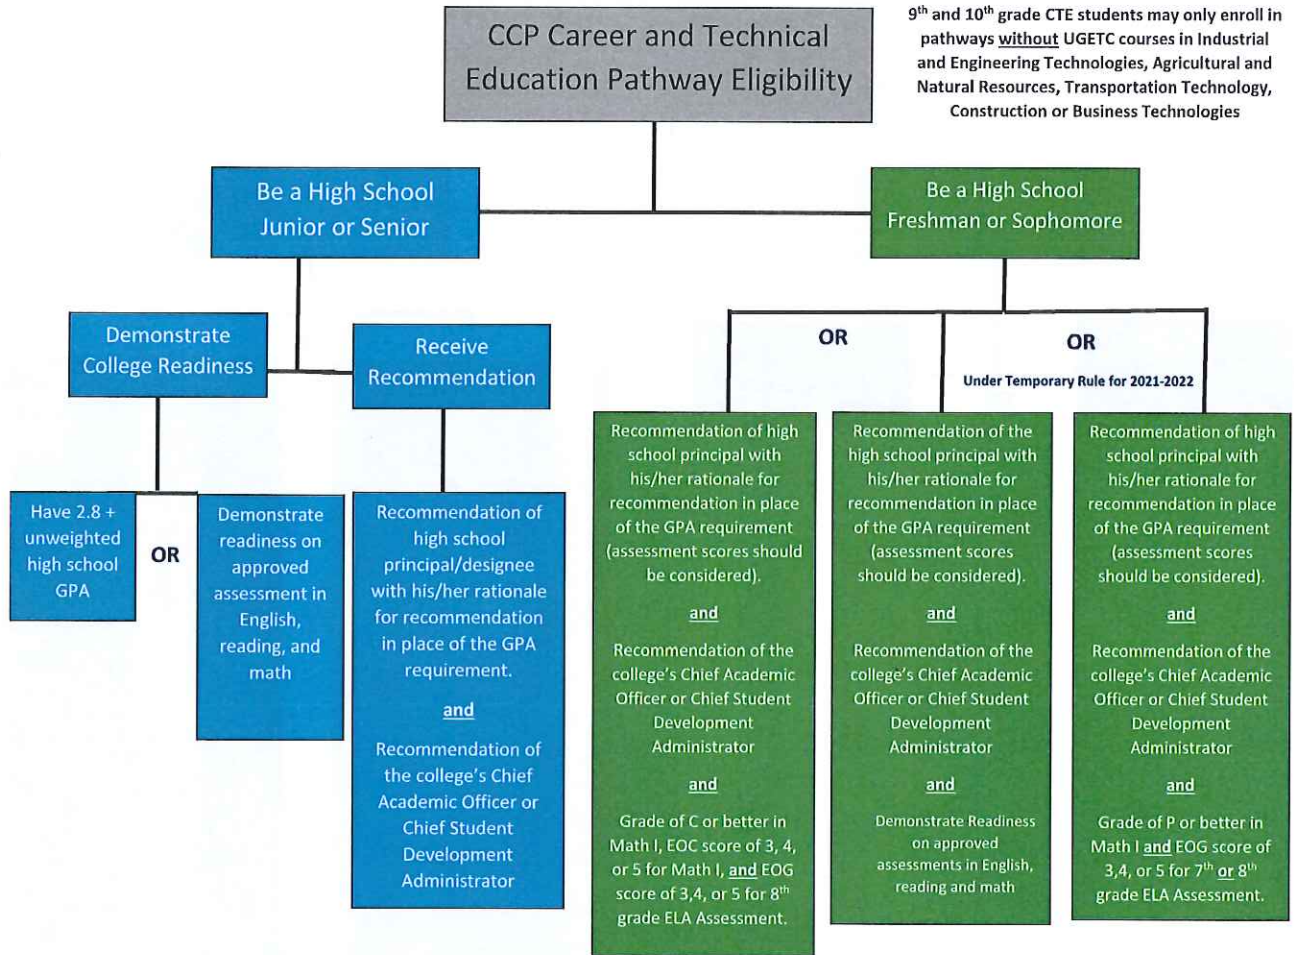 CCP Career and Technical
Education Pathway Eligibility
9th and 10th grade CTE students may only enroll in
pathways without UGETC courses in Industrial
and Engineering Technologies, Agricultural and
Natural Resources, Transportation Technology,
Construction or Business Technologies
Be a High School
Junior or Senior
Be a High School
Freshman or Sophomore
Demonstrate
College Readiness
Receive
Recommendation
OR
OR
Under Temporary Rule for 2021-2022
Have 2.8 +
unweighted
high school
GPA
OR
Demonstrate
readiness on
approved
assessment in
English,
reading, and
math
Recommendation of
high school
principal/designee
with his/her rationale
for recommendation
in place of the GPA
requirement.
and
Recommendation of
the college's Chief
Academic Officer or
Chief Student
Development
Administrator
Recommendation of high
school principal with
his/her rationale for
recommendation in place
of the GPA requirement
(assessment scores should
be considered).
and
Recommendation of the
college's Chief Academic
Officer or Chief Student
Development
Administrator
and
Grade of C or better in
Math I, EOC score of 3, 4,
or 5 for Math I, and EOG
score of 3,4, or 5 for 8th
grade ELA Assessment.
Recommendation of the
high school principal with
his/her rationale for
recommendation in place
of the GPA requirement
(assessment scores
should be considered).
and
Recommendation of the
college's Chief Academic
Officer or Chief Student
Development
Administrator
and
Demonstrate Readiness
on approved
assessments in English,
reading and math
Recommendation of high
school principal with
his/her rationale for
recommendation in place
of the GPA requirement
(assessment scores
should be considered).
and
Recommendation of the
college's Chief Academic
Officer or Chief Student
Development
Administrator
and
Grade of P or better in
Math I and EOG score of
3,4, or 5 for 7th or 8th
grade ELA Assessment.